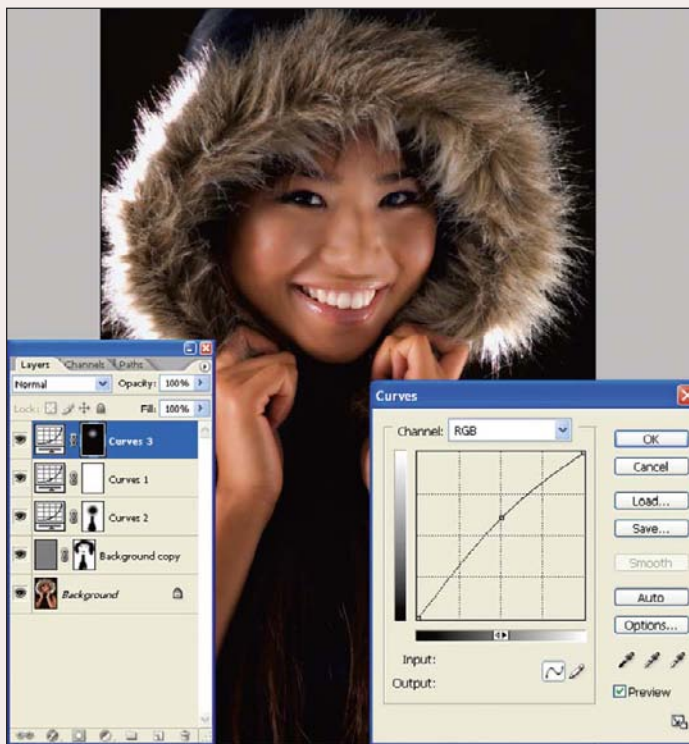 Layers Channels Paths
Normal Opacity: 100%
Lock: Fill: 100%
Curves 3
Curves 1
Curves 2
Background copy
Background
Curves
Channel: RGB
OK
Cancel
Load...
Save...
Smooth
Auto
Options...
Input:
Output:
Preview